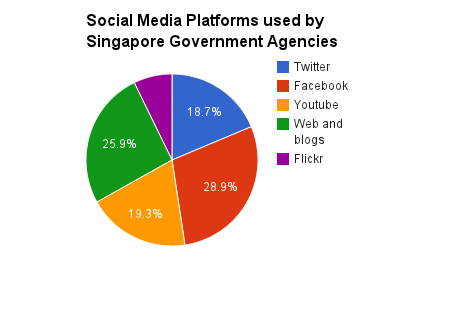 Social Media Platforms used by
Singapore Government Agencies
Twitter
Facebook
Youtube
Web and
blogs
Flickr
18.7%
28.9%
19.3%
25.9%